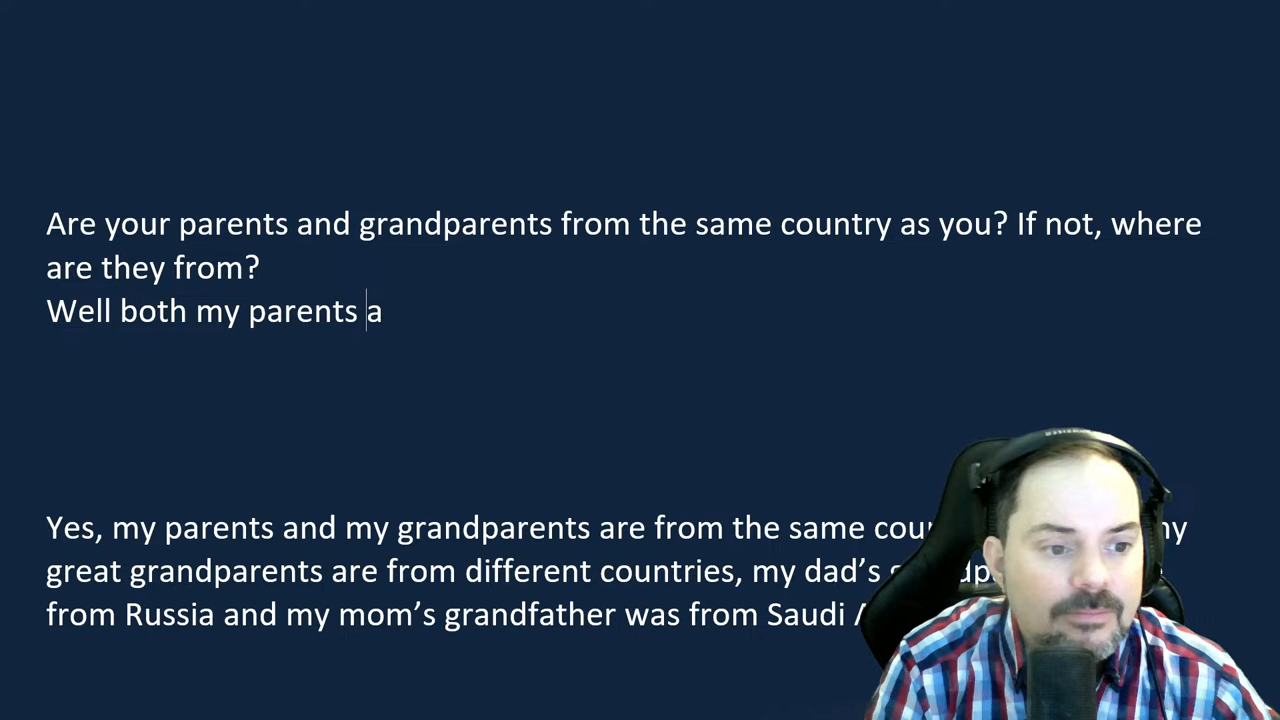 Are your parents and grandparents from the same country as you? If not, where
are they from?
Well both my parents a
Yes, my parents and my grandparents are from the same
great grandparents are from different countries, my dad's
from Russia and my mom's grandfather was from Saudi